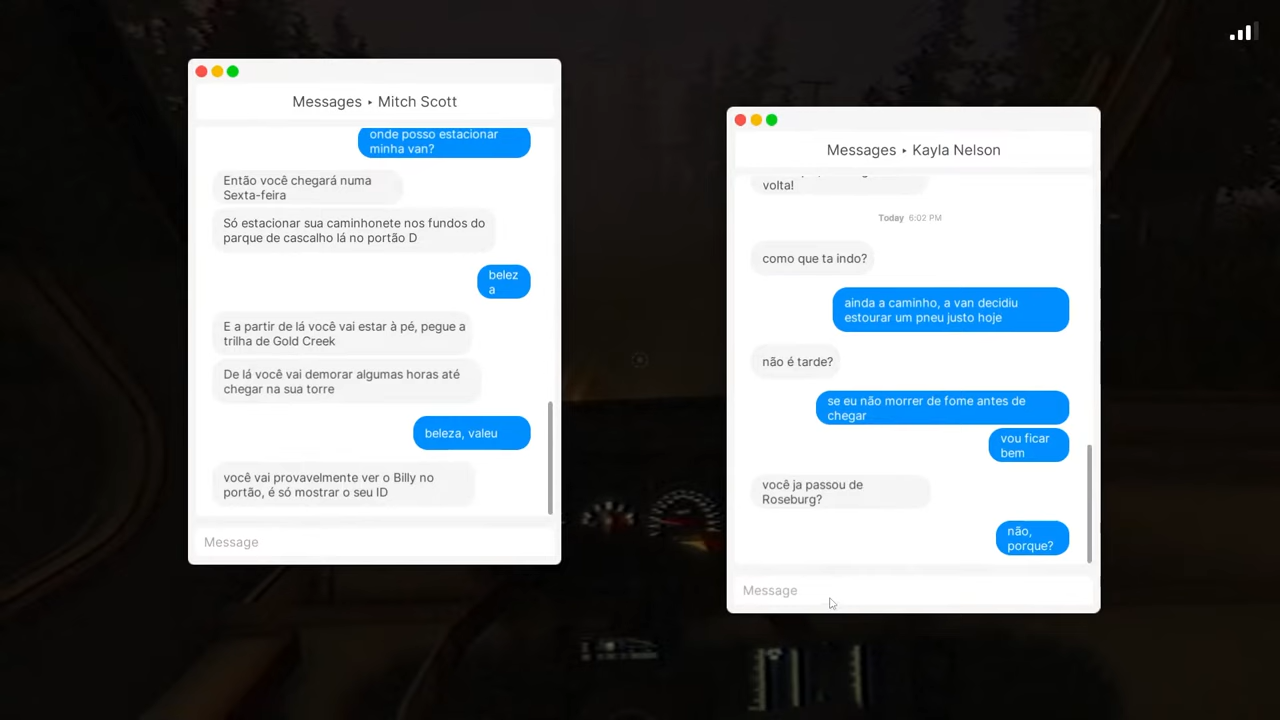 Messages ▸ Mitch Scott
onde posso estacionar
minha van?
Então você chegará numa
Sexta-feira
Só estacionar sua caminhonete nos fundos do
parque de cascalho lá no portão D
belez
a
E a partir de lá você vai estar à pé, pegue a
trilha de Gold Creek
De lá você vai demorar algumas horas até
chegar na sua torre
beleza, valeu
você vai provavelmente ver o Billy no
portão, é só mostrar o seu ID
Message
Messages ▸ Kayla Nelson
volta!
Today 6:02 PM
como que ta indo?
ainda a caminho, a van decidiu
estourar um pneu justo hoje
não é tarde?
se eu não morrer de fome antes de
chegar
vou ficar
bem
você ja passou de
Roseburg?
não,
porque?
Message